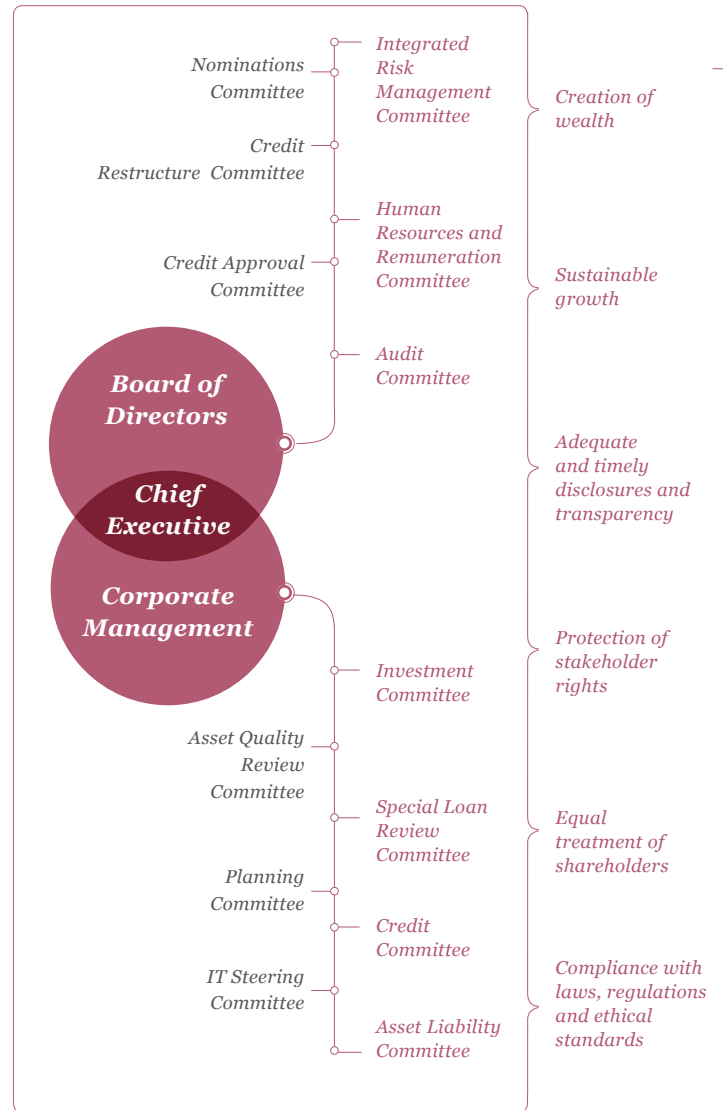 Nominations
Committee
Integrated
Risk
Management
Committee
Credit
Restructure Committee
Human
Resources and
Remuneration
Committee
Credit Approval
Committee
Audit
Committee
Board of
Directors
Chief
Executive
Corporate
Management
Investment
Committee
Asset Quality
Review
Committee
Special Loan
Review
Committee
Planning
Committee
Credit
Committee
IT Steering
Committee
Asset Liability
Committee
Creation of
wealth
Sustainable
growth
Adequate
and timely
disclosures and
transparency
Protection of
stakeholder
rights
Equal
treatment of
shareholders
Compliance with
laws, regulations
and ethical
standards